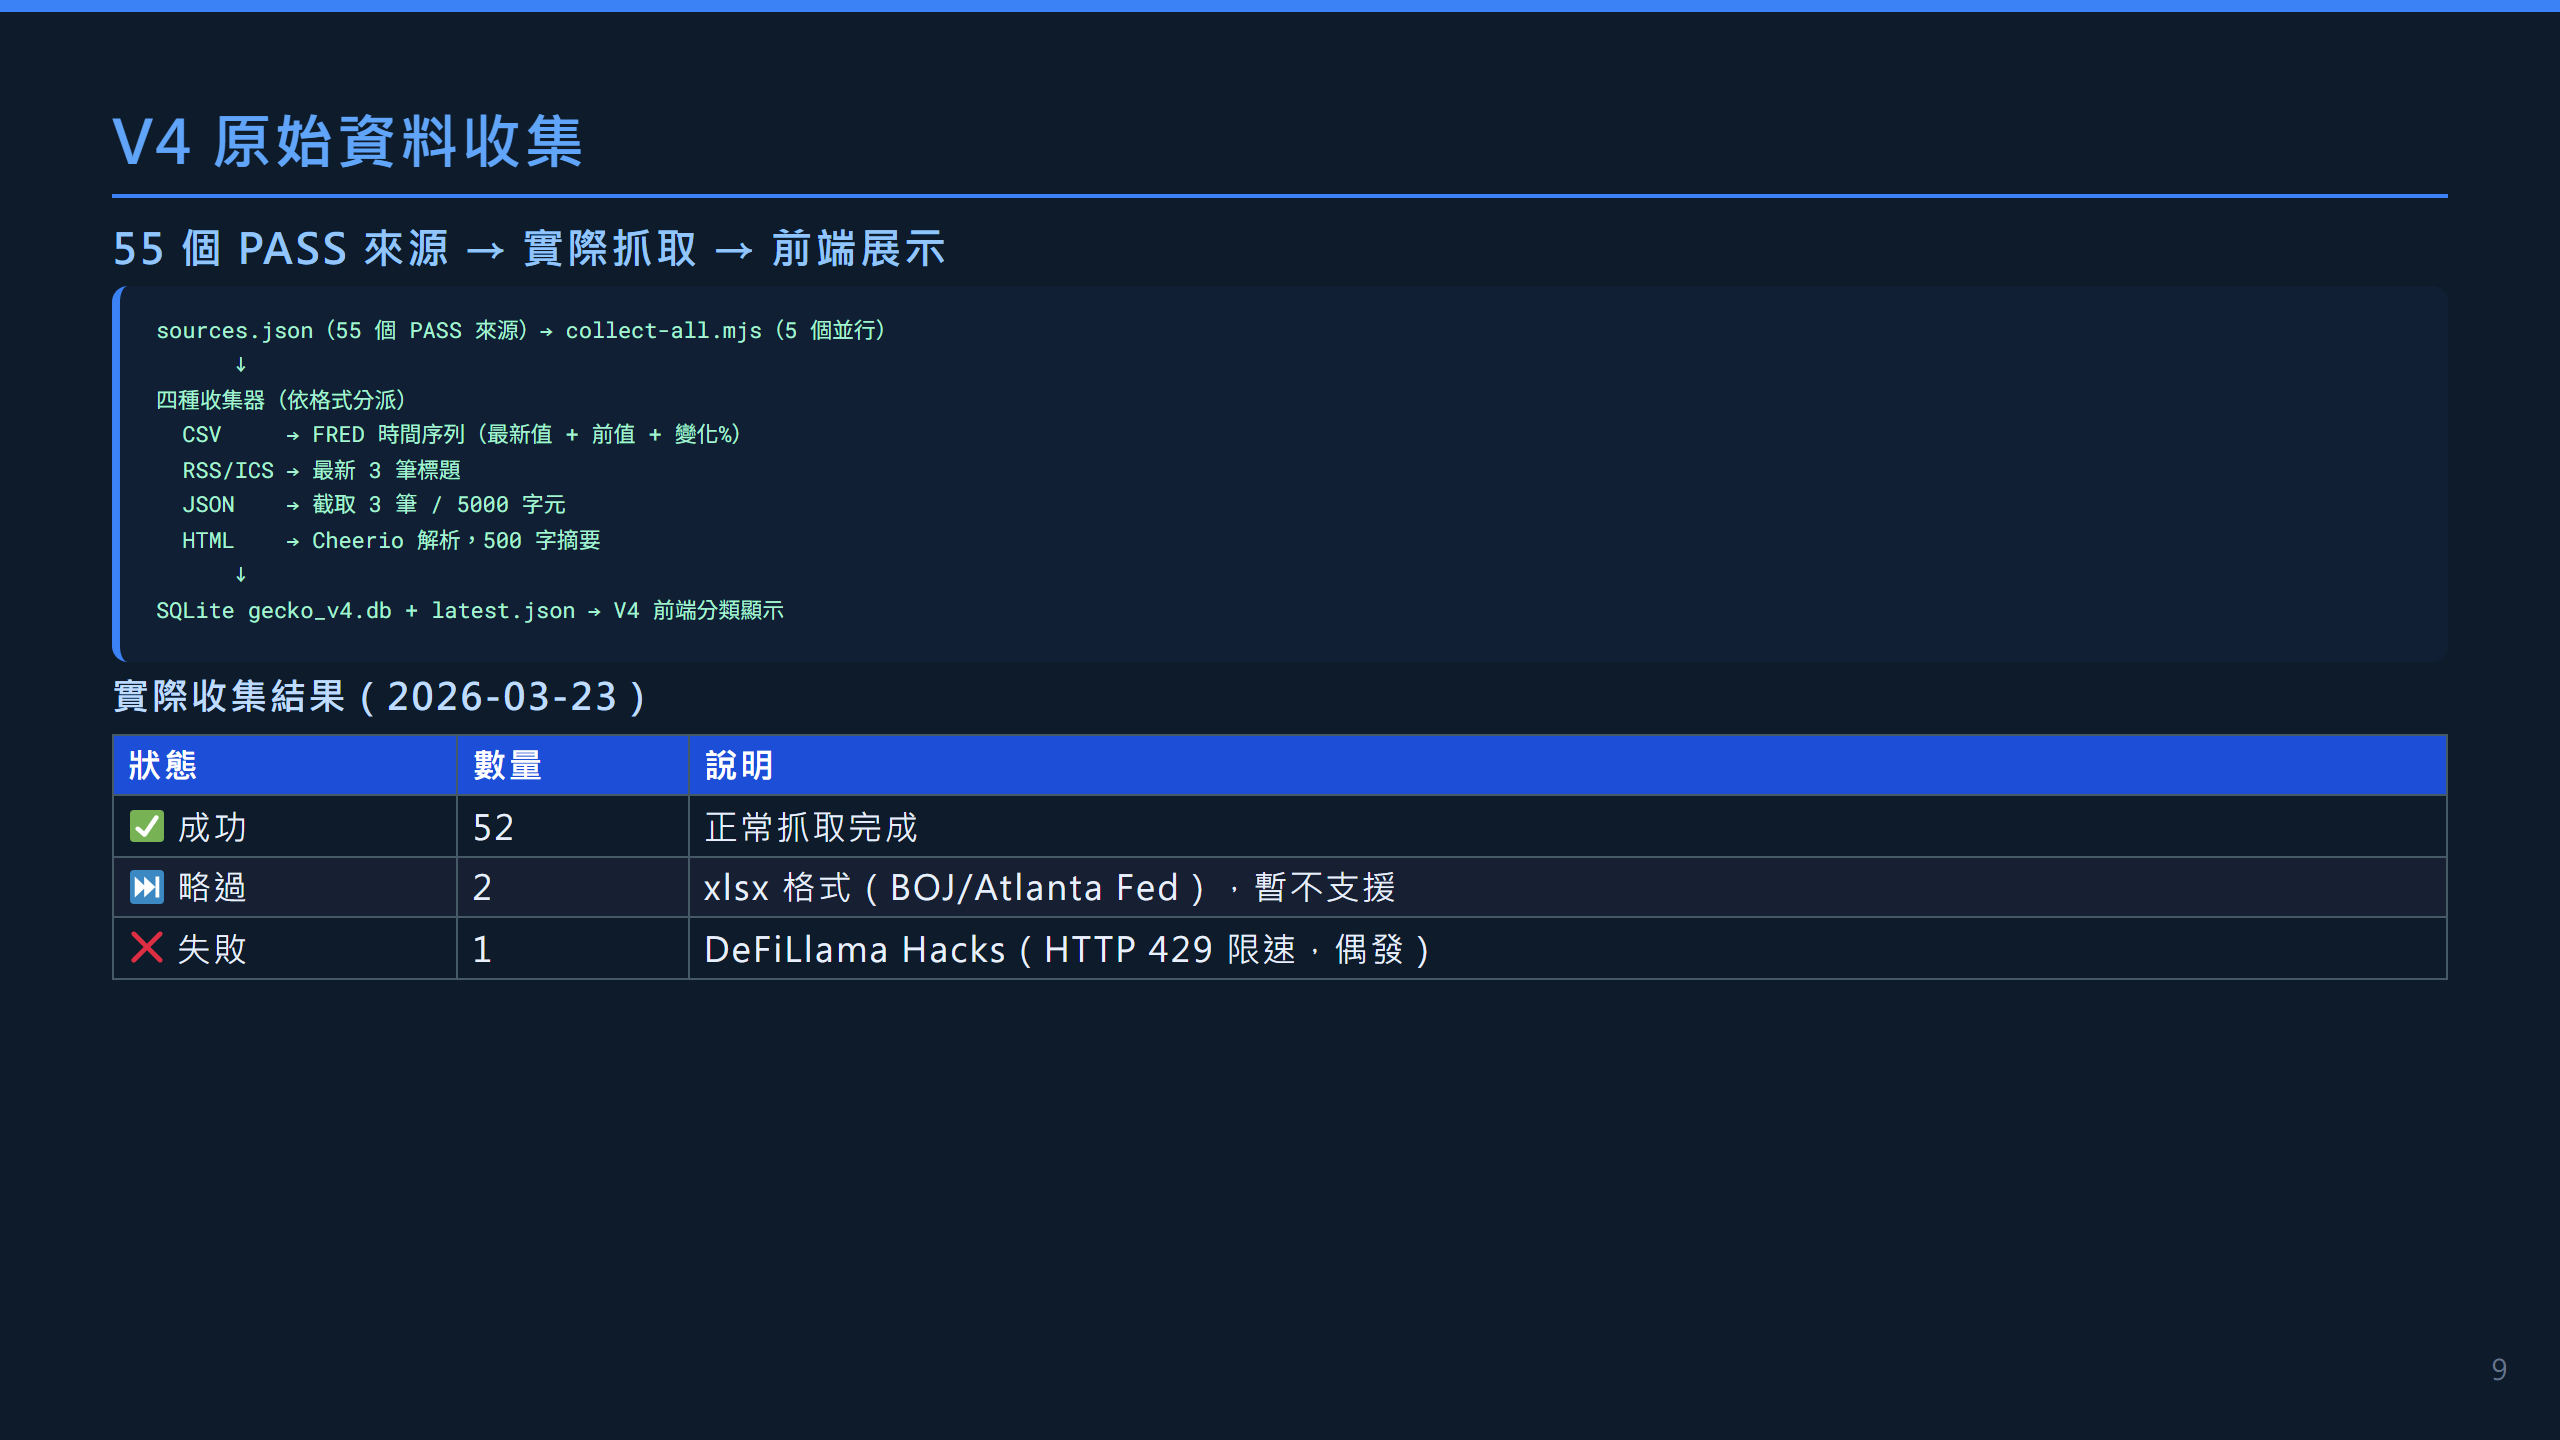 V4 原始資料收集
55 個 PASS 來源 → 實際抓取 → 前端展示
sources.json（55 個 PASS 來源）→ collect-all.mjs（5 個並行）
↓
四種收集器（依格式分派）
CSV → FRED 時間序列（最新值 + 前值 + 變化%）
RSS/ICS → 最新 3 筆標題
JSON → 截取 3 筆 / 5000 字元
HTML → Cheerio 解析，500 字摘要
↓
SQLite gecko_v4.db + latest.json → V4 前端分類顯示
實際收集結果（2026-03-23）
狀態 數量 說明
✅ 成功 52 正常抓取完成
⏭ 略過 2 xlsx 格式（BOJ/Atlanta Fed），暫不支援
❌ 失敗 1 DeFiLlama Hacks（HTTP 429 限速，偶發）
9